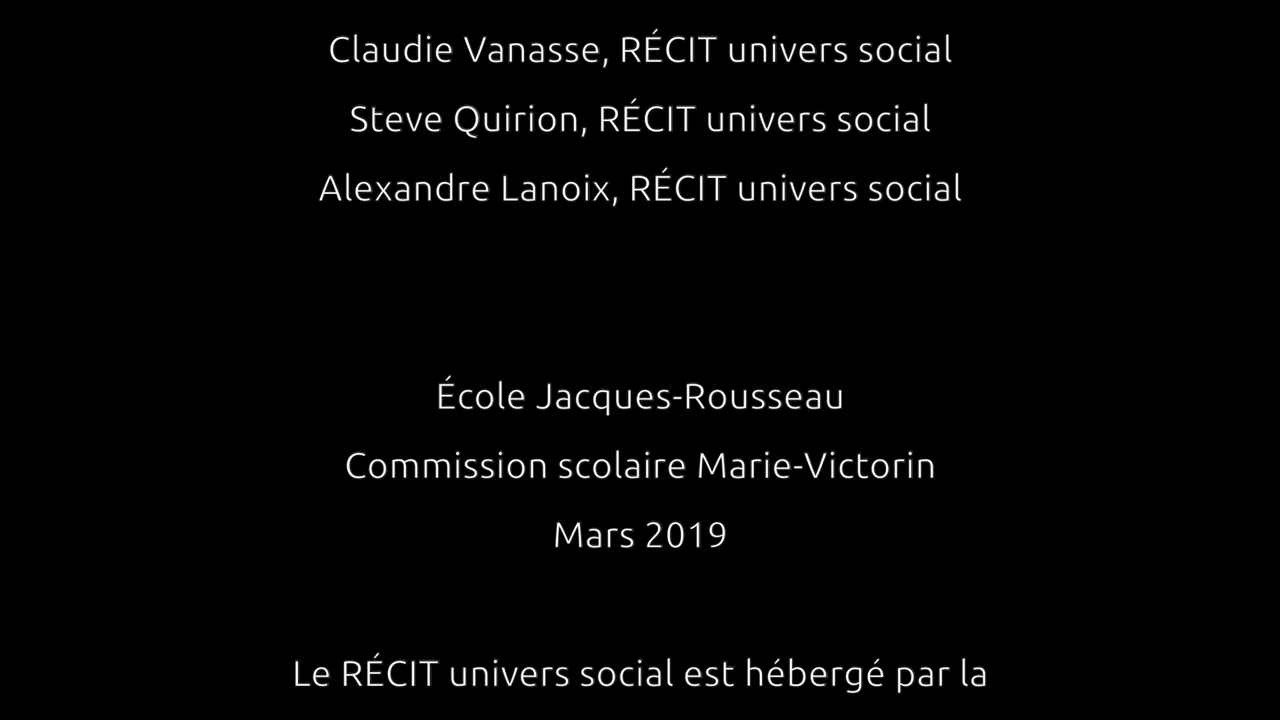 Claudie Vanasse, RÉCIT univers social
Steve Quirion, RÉCIT univers social
Alexandre Lanoix, RÉCIT univers social
École Jacques-Rousseau
Commission scolaire Marie-Victorin
Mars 2019
Le RÉCIT univers social est hébergé par la